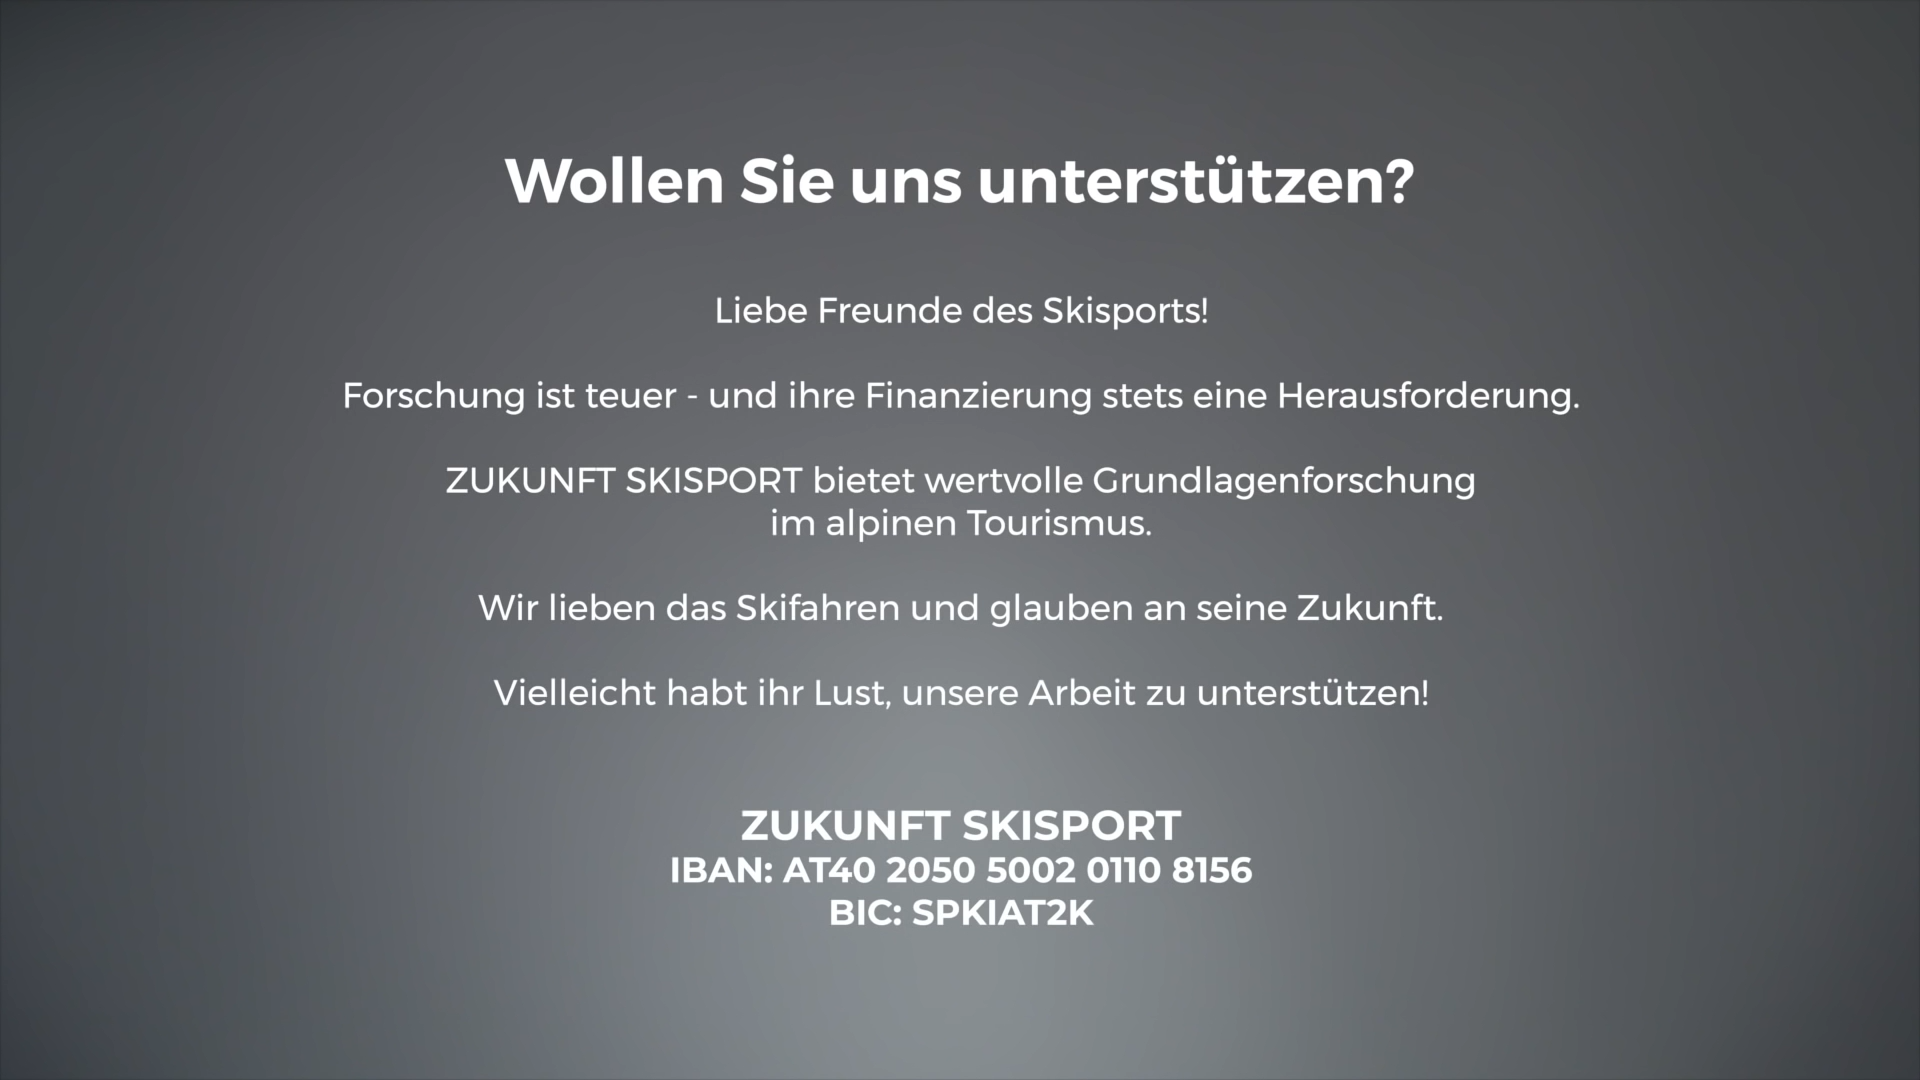 Wollen Sie uns unterstützen?
Liebe Freunde des Skisports!
Forschung ist teuer - und ihre Finanzierung stets eine Herausforderung.
ZUKUNFT SKISPORT bietet wertvolle Grundlagenforschung
im alpinen Tourismus.
Wir lieben das Skifahren und glauben an seine Zukunft.
Vielleicht habt ihr Lust, unsere Arbeit zu unterstützen!
ZUKUNFT SKISPORT
IBAN: AT40 2050 5002 0110 8156
BIC: SPKIAT2K